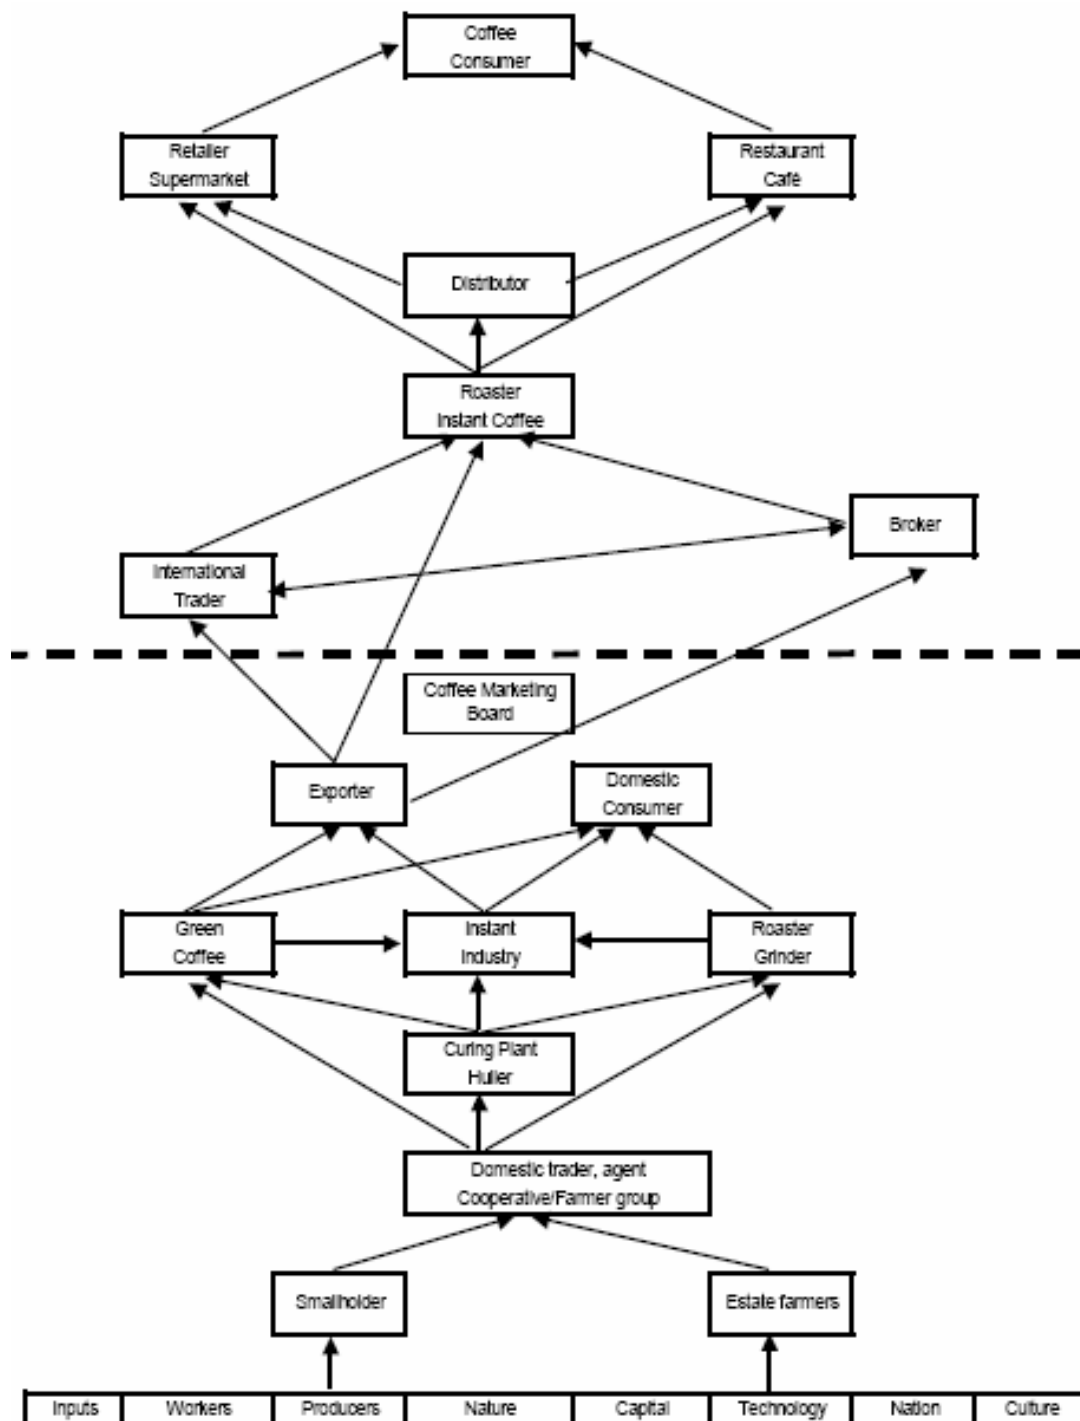 Coffee
Consumer
Retailer
Supermarket
Restaurant
Café
Distributor
Roaster
Instant Coffee
Broker
International
Trader
Coffee Marketing
Board
Exporter
Domestic
Consumer
Green
Coffee
Instant
Industry
Roaster
Grinder
Curing Plant
Huller
Domestic trader, agent
Cooperative/Farmer group
Smallholder
Estate farmers
Inputs Workers Producers Nature Capital Technology Nation Culture